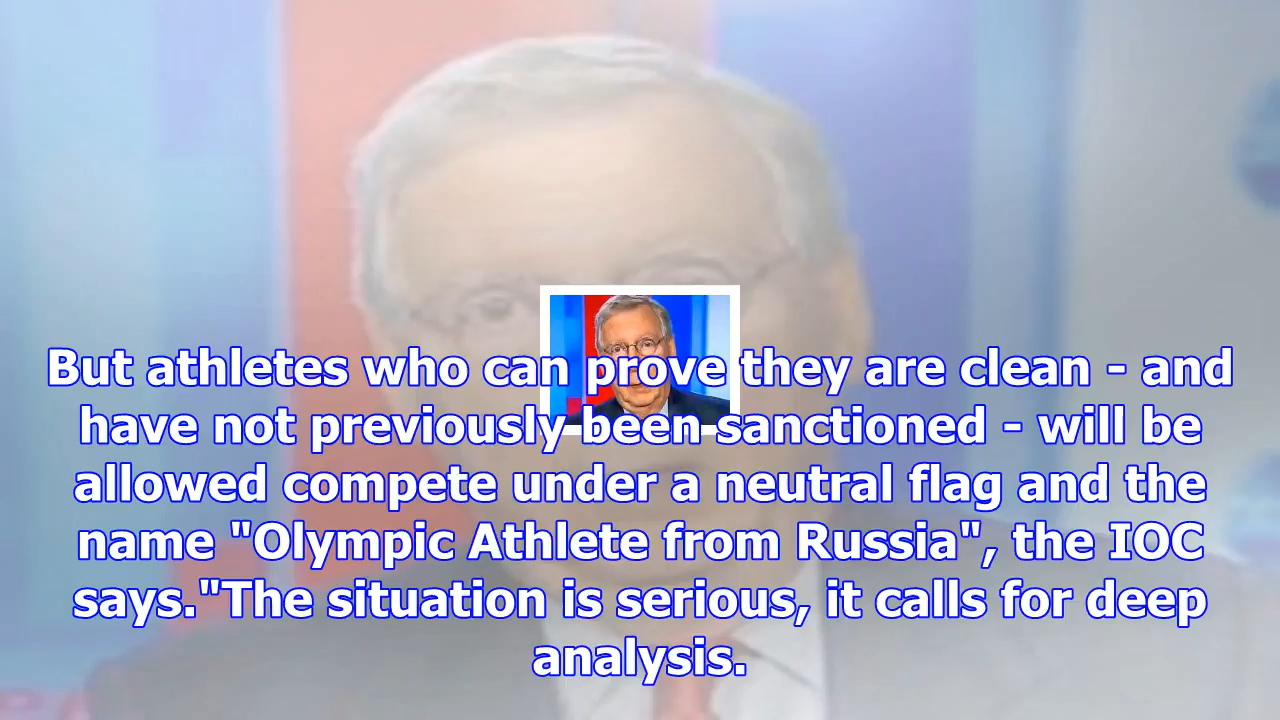 But athletes who can prove they are clean - and
have not previously been sanctioned - will be
allowed compete under a neutral flag and the
name "Olympic Athlete from Russia", the IOC
says."The situation is serious, it calls for deep
analysis.